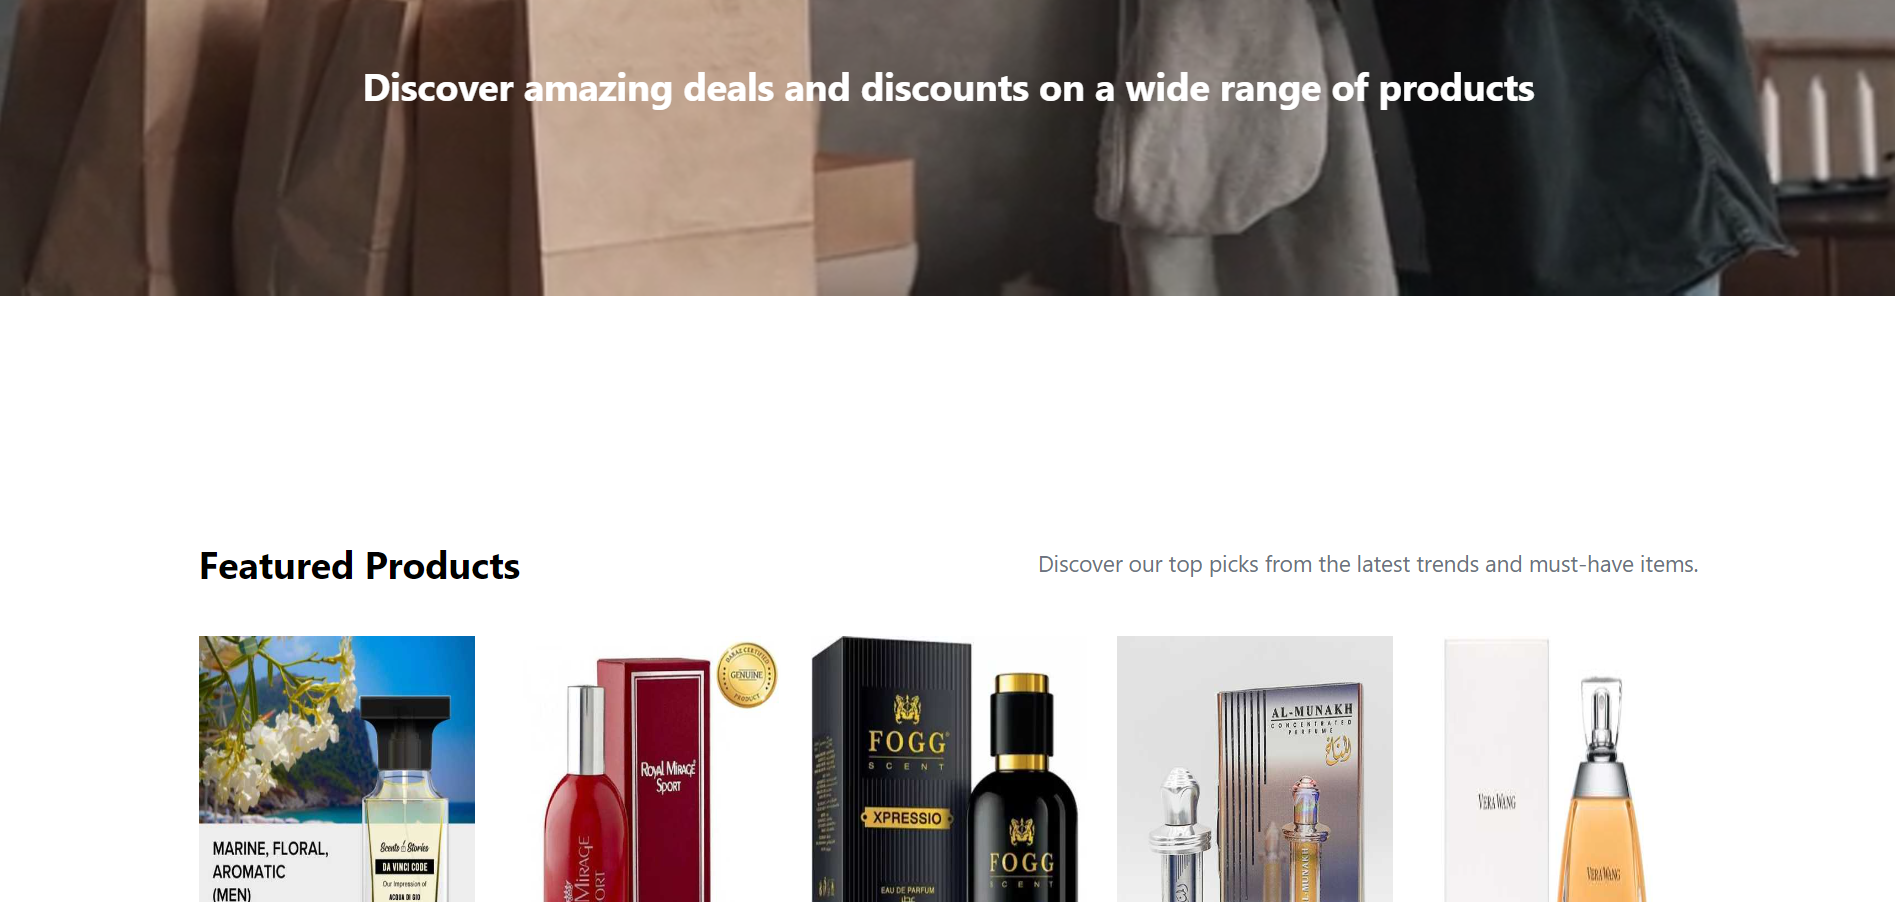 Discover amazing deals and discounts on a wide range of products
Featured Products
Discover our top picks from the latest trends and must-have items.
MARINE, FLORAL,
AROMATIC
(MEN)
Scents & Stories
DA VINCI CODE
Our Impression of
ACQUA DI GIO
DARAZ CERTIFIED
GENUINE
PRODUCT
ROYAL MIRAGE
SPORT
MIRAGE
ORT
FOGG
SCENT
XPRESSIO
EAU DE PARFUM
FOGG
SCENT
AL-MUNAKH
CONCENTRATED
PERFUME
AL-MUNAKH
VERA WANG
VERA WANG